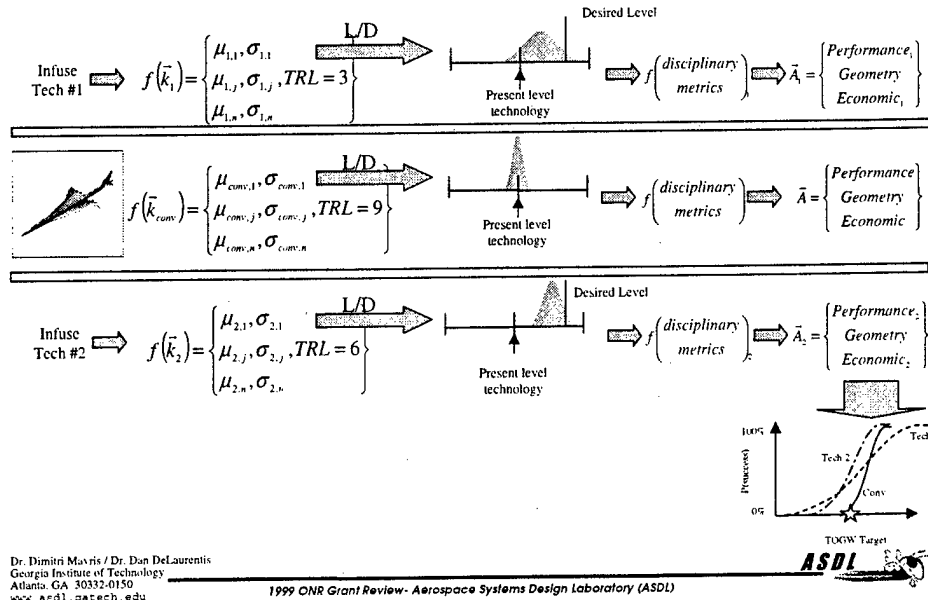 Infuse
Tech #1
f(k⃗₁) = { μ₁,₁, σ₁,₁
μ₁,ⱼ, σ₁,ⱼ, TRL = 3
μ₁,ₙ, σ₁,ₙ }
L/D
Desired Level
Present level
technology
f(disciplinary
metrics)₁
A⃗₁ = { Performance₁
Geometry
Economic₁ }
f(k⃗conv) = { μconv,1, σconv,1
μconv,j, σconv,j, TRL = 9
μconv,n, σconv,n }
L/D
Present level
technology
f(disciplinary
metrics)
A⃗ = { Performance
Geometry
Economic }
Infuse
Tech #2
f(k⃗₂) = { μ₂,₁, σ₂,₁
μ₂,ⱼ, σ₂,ⱼ, TRL = 6
μ₂,ₙ, σ₂,ₙ }
L/D
Desired Level
Present level
technology
f(disciplinary
metrics)₂
A⃗₂ = { Performance₂
Geometry
Economic₂ }
100%
P(success)
0%
Tech 2
Tech
Conv
TOGW Target
Dr. Dimitri Mavris / Dr. Dan DeLaurentis
Georgia Institute of Technology
Atlanta, GA 30332-0150
www.asdl.gatech.edu
1999 ONR Grant Review- Aerospace Systems Design Laboratory (ASDL)
ASDL